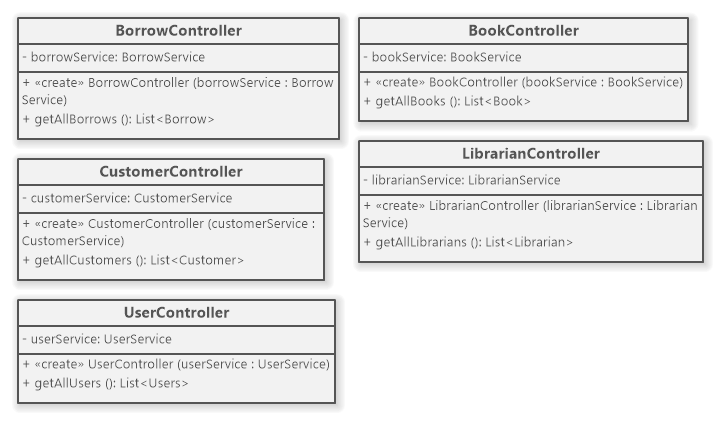 BorrowController
- borrowService: BorrowService
+ «create» BorrowController (borrowService : Borrow
Service)
+ getAllBorrows (): List<Borrow>
BookController
- bookService: BookService
+ «create» BookController (bookService : BookService)
+ getAllBooks (): List<Book>
CustomerController
- customerService: CustomerService
+ «create» CustomerController (customerService :
CustomerService)
+ getAllCustomers (): List<Customer>
LibrarianController
- librarianService: LibrarianService
+ «create» LibrarianController (librarianService : Librarian
Service)
+ getAllLibrarians (): List<Librarian>
UserController
- userService: UserService
+ «create» UserController (userService : UserService)
+ getAllUsers (): List<Users>